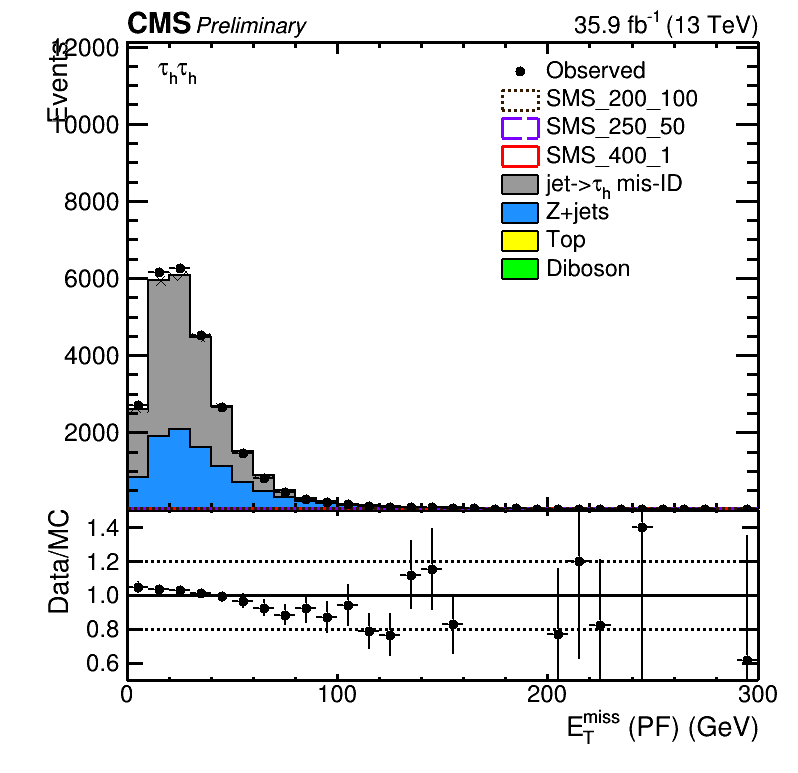 CMS Preliminary 35.9 fb⁻¹ (13 TeV)
Events
12000
10000
8000
6000
4000
2000
τhτh
Observed
SMS_200_100
SMS_250_50
SMS_400_1
jet->τh mis-ID
Z+jets
Top
Diboson
Data/MC
1.4
1.2
1.0
0.8
0.6
0 100 200 300
E_T^miss (PF) (GeV)